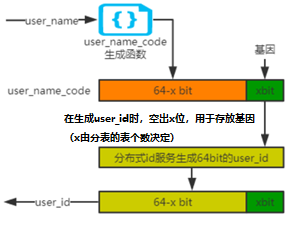 user_name
user_name_code
生成函数
基因
user_name_code
64-x bit
xbit
在生成user_id时，空出x位，用于存放基因
（x由分表的表个数决定）
分布式id服务生成64bit的user_id
user_id
64-x bit
xbit